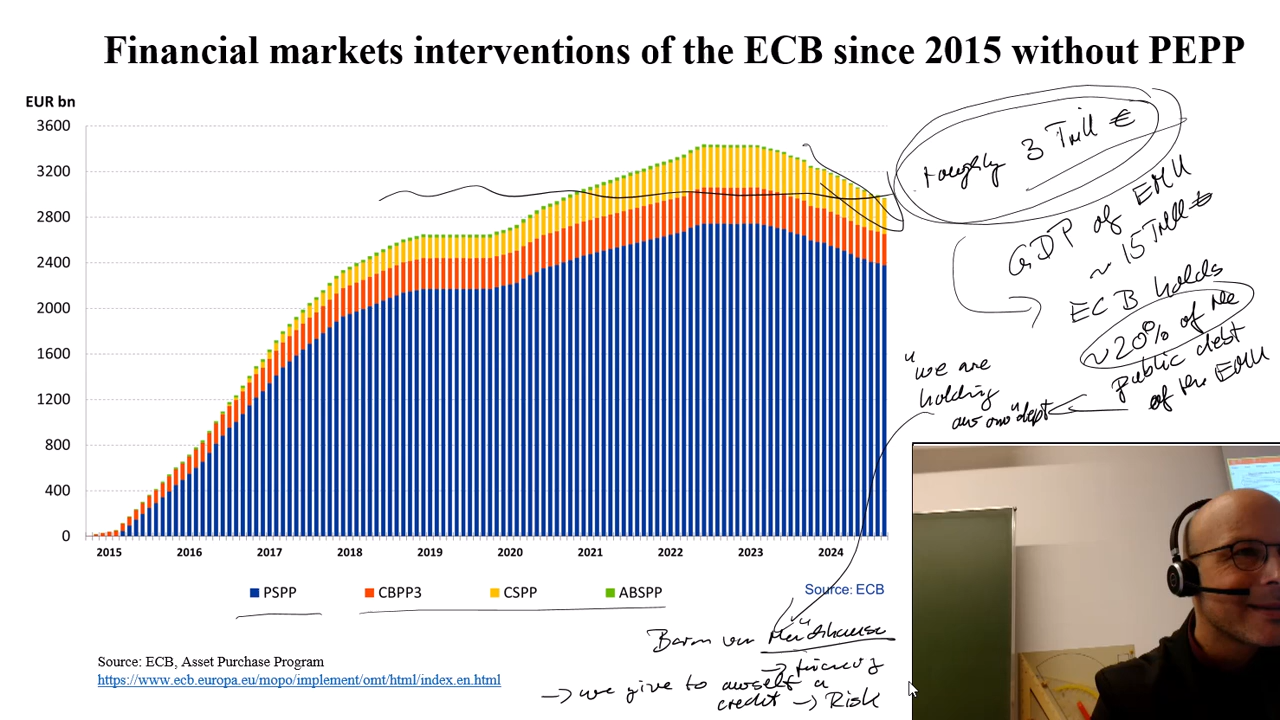 Financial markets interventions of the ECB since 2015 without PEPP
EUR bn
3600
3200
2800
2400
2000
1600
1200
800
400
0
2015 2016 2017 2018 2019 2020 2021 2022 2023 2024
PSPP CBPP3 CSPP ABSPP
Source: ECB
Source: ECB, Asset Purchase Program
https://www.ecb.europa.eu/mopo/implement/omt/html/index.en.html
roughly 3 Trill €
GDP of EMU
~ 15 Trill €
ECB holds
~20% of the
public debt
of the EMU
"we are
holding
our own" dept
Baron von
→ we give to ourself a
credit → Risk